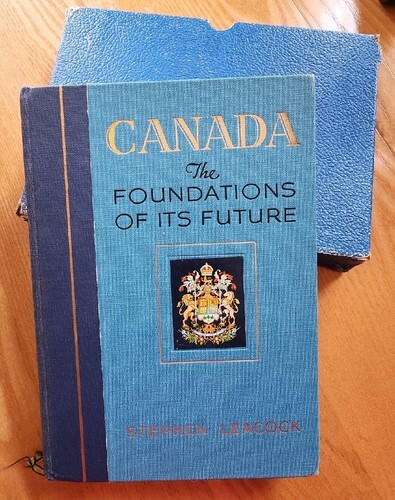 CANADA
The
FOUNDATIONS
OF ITS FUTURE
STEPHEN LEACOCK